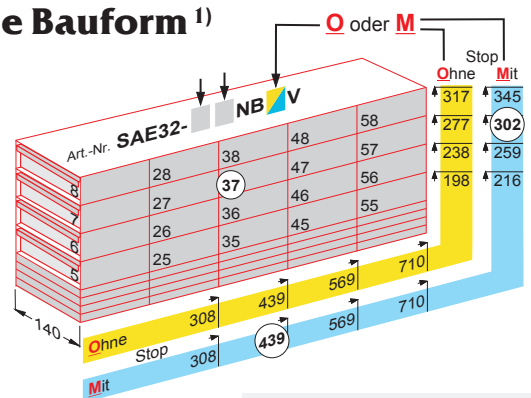 e Bauform 1)
O oder M
Stop
Ohne
Mit
317 345
277 302
238 259
198 216
Art.-Nr. SAE32- NB V
8 28 38 48 58
7 27 37 47 57
6 26 36 46 56
5 25 35 45 55
140
Ohne 308 439 569 710
Stop
Mit 308 439 569 710